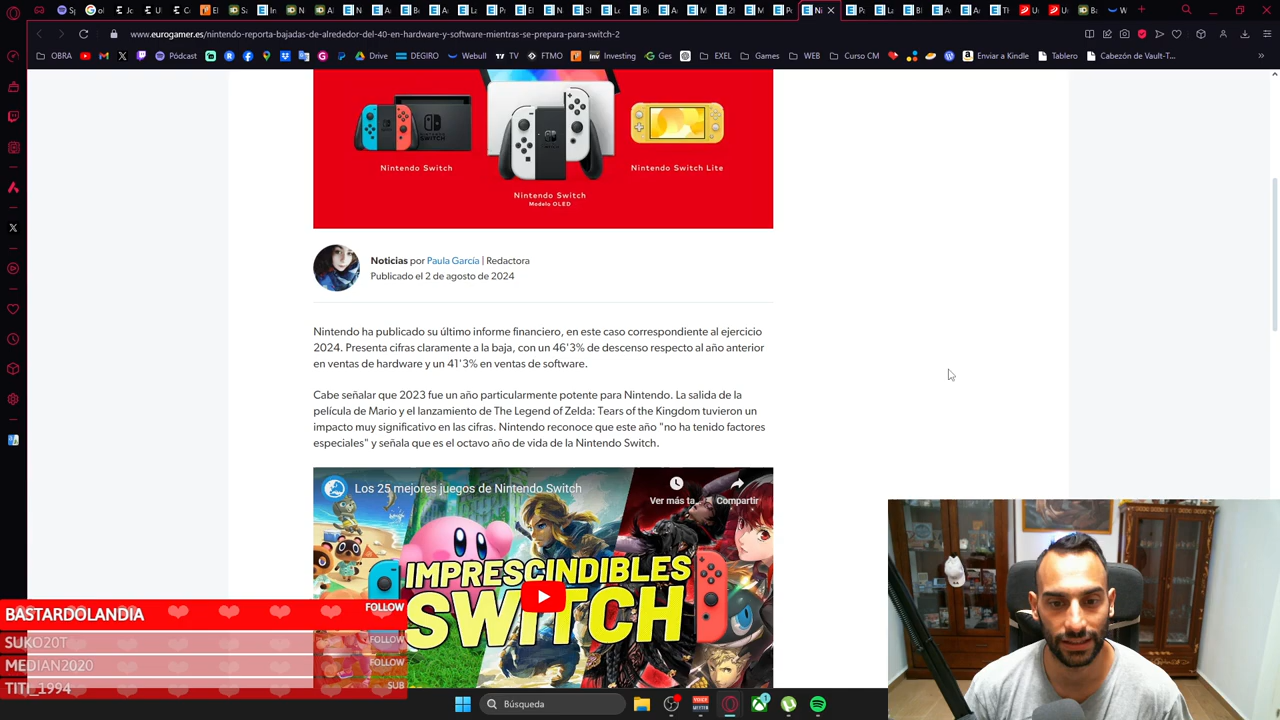 www.eurogamer.es/nintendo-reporta-bajadas-de-alrededor-del-40-en-hardware-y-software-mientras-se-prepara-para-switch-2
OBRA
Pódcast
DEGIRO
Webull
TV
FTMO
Investing
Ges
EXEL
Games
WEB
Curso CM
Enviar a Kindle
Tablero
Cabezón de Vault-T...
Nintendo Switch
Nintendo Switch Lite
Nintendo Switch
Modelo OLED
Noticias por Paula García | Redactora
Publicado el 2 de agosto de 2024
Nintendo ha publicado su último informe financiero, en este caso correspondiente al ejercicio
2024. Presenta cifras claramente a la baja, con un 46'3% de descenso respecto al año anterior
en ventas de hardware y un 41'3% en ventas de software.
Cabe señalar que 2023 fue un año particularmente potente para Nintendo. La salida de la
película de Mario y el lanzamiento de The Legend of Zelda: Tears of the Kingdom tuvieron un
impacto muy significativo en las cifras. Nintendo reconoce que este año "no ha tenido factores
especiales" y señala que es el octavo año de vida de la Nintendo Switch.
Los 25 mejores juegos de Nintendo Switch
Ver más ta...
Compartir
IMPRESCINDIBLES
SWITCH
BASTARDOLANDIA FOLLOW
SUKO20T FOLLOW
MEDIAN2020 FOLLOW
TITI_1994 SUB
Búsqueda